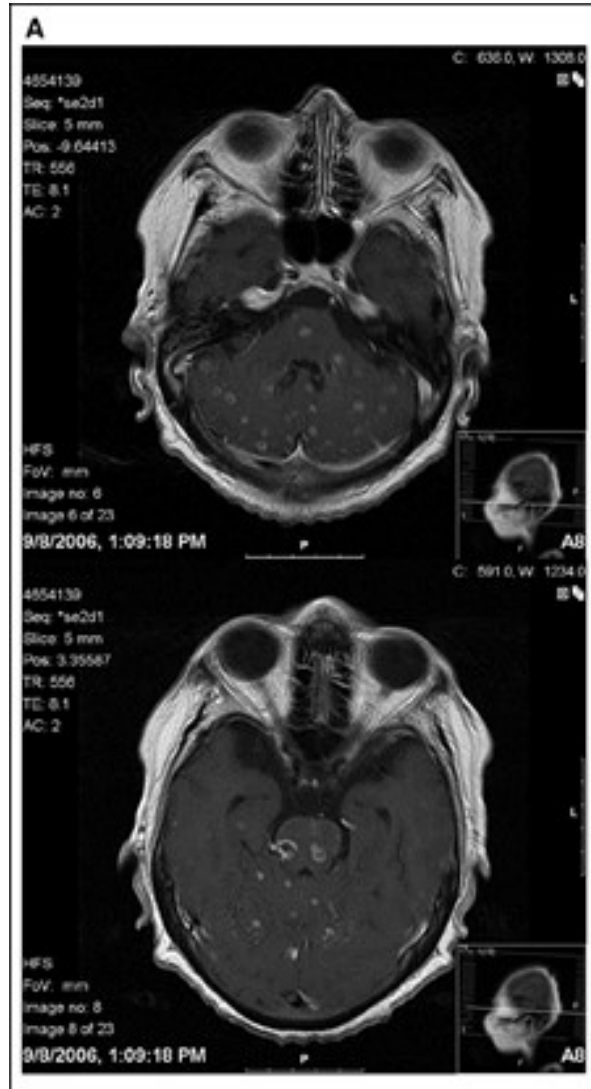 A
C: 636.0, W: 1308.0
4654139
Seq: *se2d1
Slice: 5 mm
Pos: -9.64413
TR: 556
TE: 8.1
AC: 2
L
HFS
FoV: mm
Image no: 6
Image 6 of 23
9/8/2006, 1:09:18 PM
P
A8
C: 591.0, W: 1234.0
4654139
Seq: *se2d1
Slice: 5 mm
Pos: 3.35587
TR: 556
TE: 8.1
AC: 2
L
HFS
FoV: mm
Image no: 8
Image 8 of 23
9/8/2006, 1:09:18 PM
P
A8